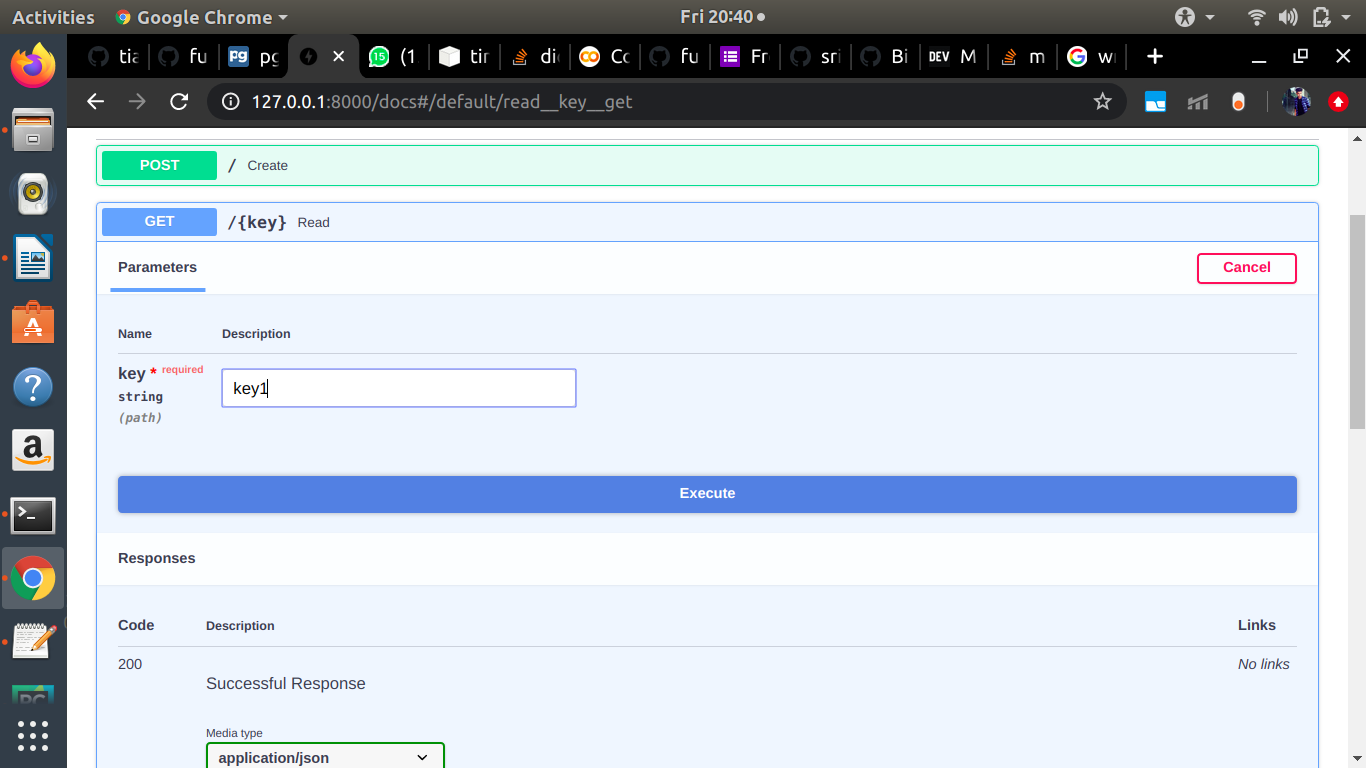 Activities Google Chrome Fri 20:40
tia fu pg (1 tir die Co fu Fr sri Bi DEV M m w
127.0.0.1:8000/docs#/default/read__key__get
POST / Create
GET /{key} Read
Parameters Cancel
Name Description
key * required
string
(path)
key1
Execute
Responses
Code Description Links
200 No links
Successful Response
Media type
application/json